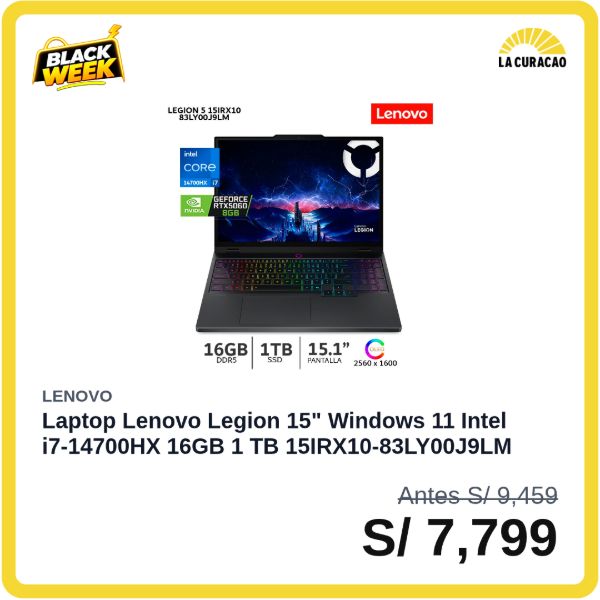 BLACK
WEEK
LA CURACAO
LEGION 5 15IRX10
83LY00J9LM
Lenovo
intel
CORE
14700HX i7
NVIDIA
GEFORCE
RTX5060
8GB
LEGION
16GB
DDR5
1TB
SSD
15.1”
PANTALLA
OLED
2560 x 1600
LENOVO
Laptop Lenovo Legion 15" Windows 11 Intel
i7-14700HX 16GB 1 TB 15IRX10-83LY00J9LM
Antes S/ 9,459
S/ 7,799